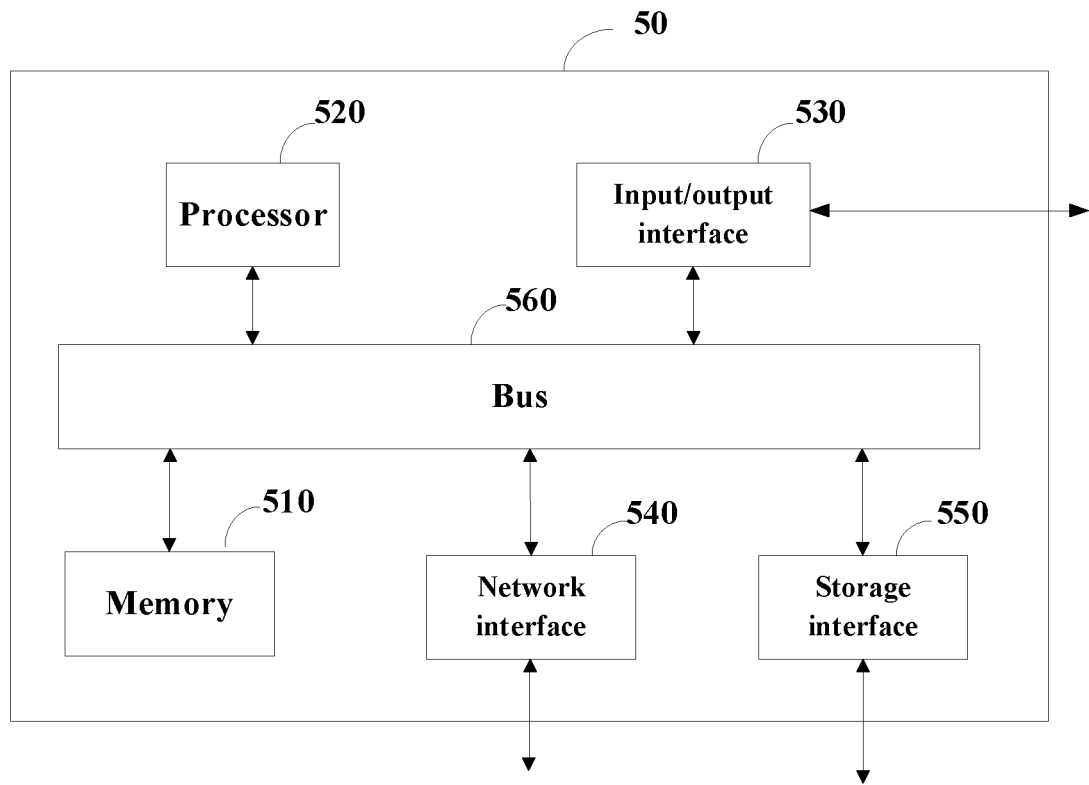 50
520
530
Processor
Input/output
interface
560
Bus
510
540
550
Memory
Network
interface
Storage
interface